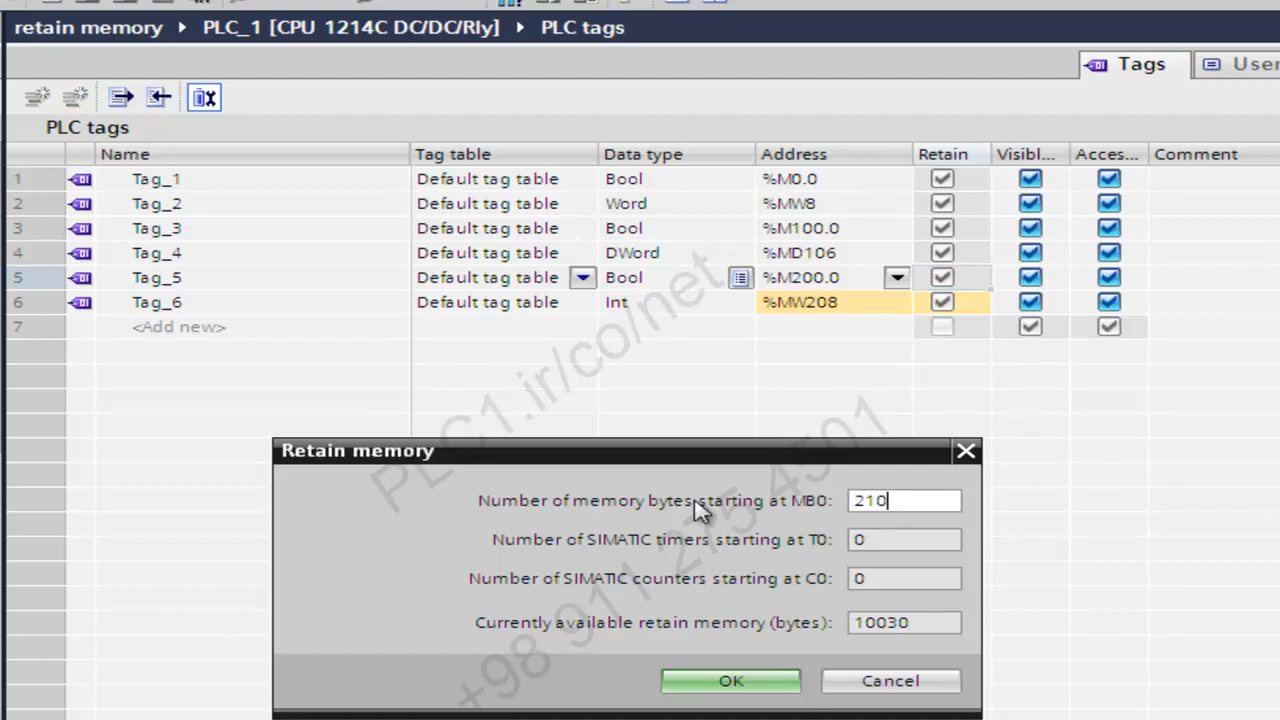 retain memory ▸ PLC_1 [CPU 1214C DC/DC/Rly] ▸ PLC tags
Tags User
PLC tags
Name Tag table Data type Address Retain Visibl... Acces... Comment
1 Tag_1 Default tag table Bool %M0.0
2 Tag_2 Default tag table Word %MW8
3 Tag_3 Default tag table Bool %M100.0
4 Tag_4 Default tag table DWord %MD106
5 Tag_5 Default tag table Bool %M200.0
6 Tag_6 Default tag table Int %MW208
7 <Add new>
PLC1.ir/co/net
+98 911 275 4501
Retain memory
Number of memory bytes starting at MB0: 210
Number of SIMATIC timers starting at T0: 0
Number of SIMATIC counters starting at C0: 0
Currently available retain memory (bytes): 10030
OK Cancel